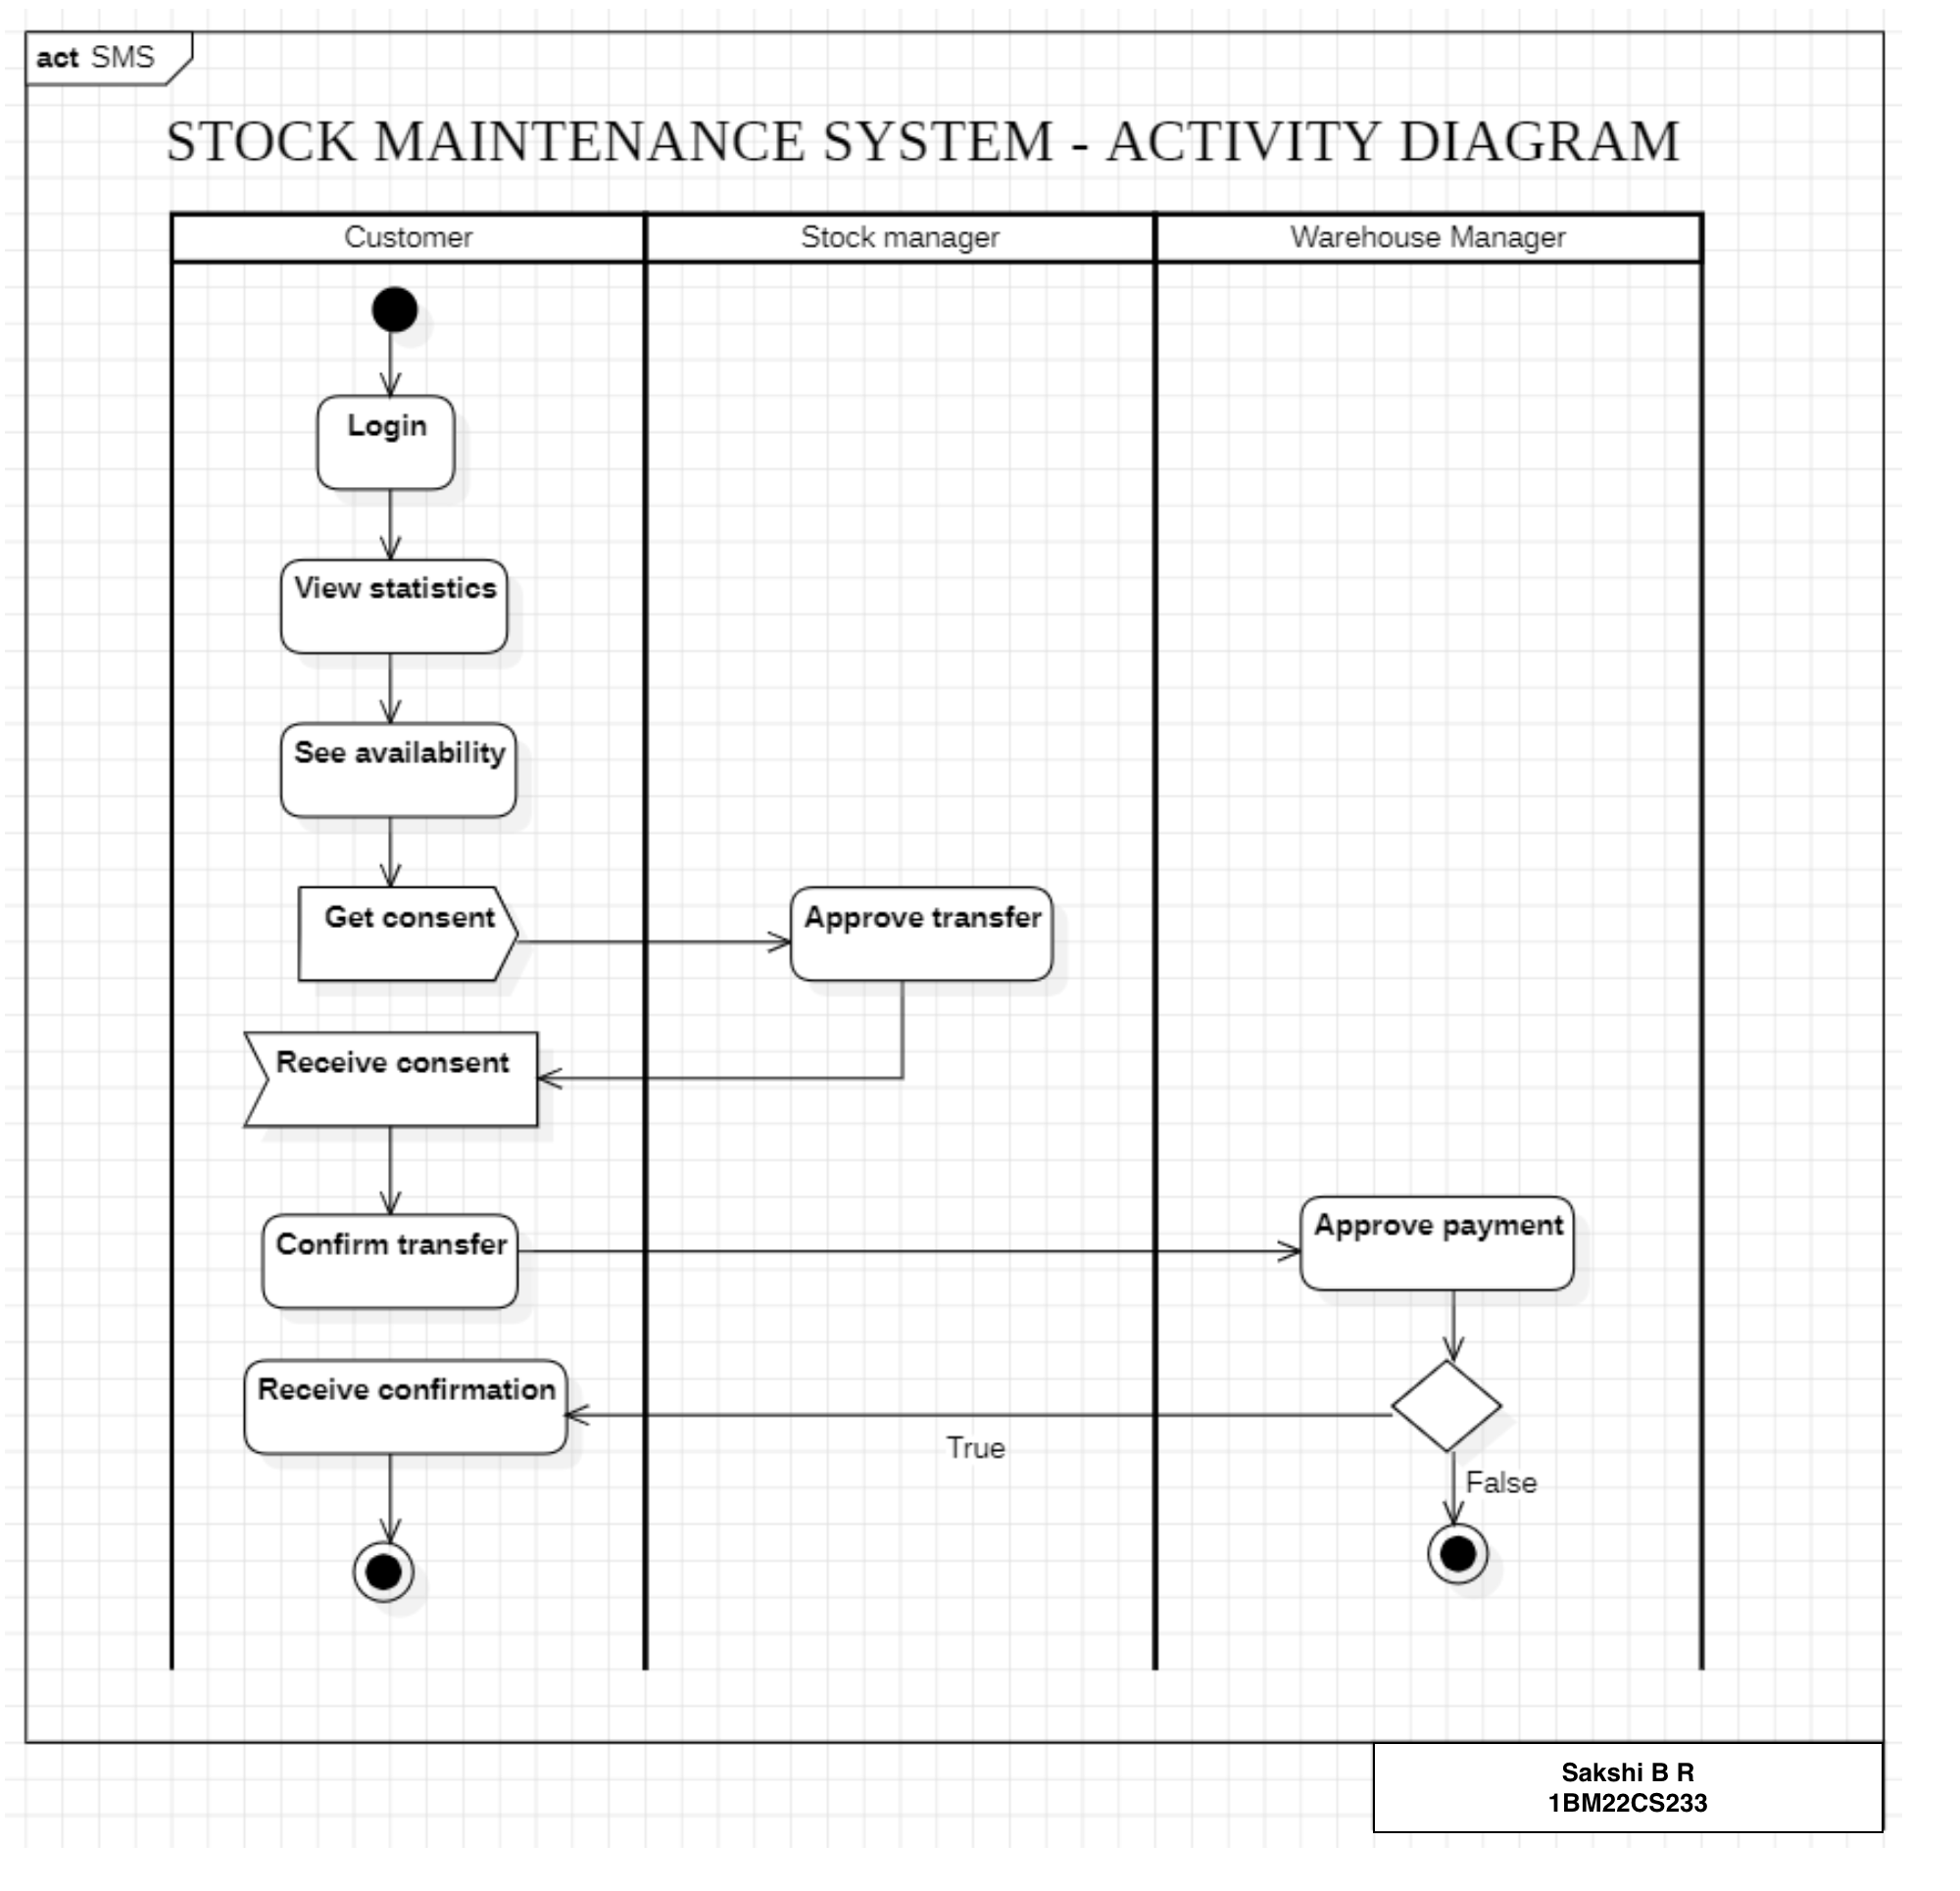 act SMS
STOCK MAINTENANCE SYSTEM - ACTIVITY DIAGRAM
Customer
Stock manager
Warehouse Manager
Login
View statistics
See availability
Get consent
Approve transfer
Receive consent
Confirm transfer
Approve payment
Receive confirmation
True
False
Sakshi B R
1BM22CS233